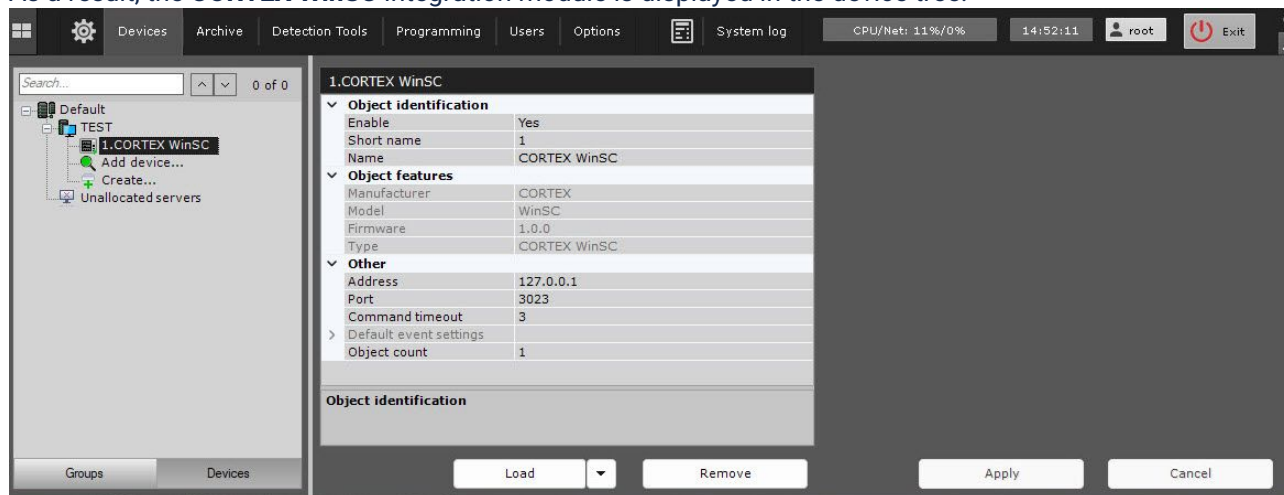 As a result, the CORTEX WinSC integration module is displayed in the device tree.
Devices Archive Detection Tools Programming Users Options System log CPU/Net: 11%/0% 14:52:11 root Exit
Search... 0 of 0
Default
TEST
1.CORTEX WinSC
Add device...
Create...
Unallocated servers
Groups Devices
1.CORTEX WinSC
Object identification
Enable Yes
Short name 1
Name CORTEX WinSC
Object features
Manufacturer CORTEX
Model WinSC
Firmware 1.0.0
Type CORTEX WinSC
Other
Address 127.0.0.1
Port 3023
Command timeout 3
Default event settings
Object count 1
Object identification
Load Remove Apply Cancel